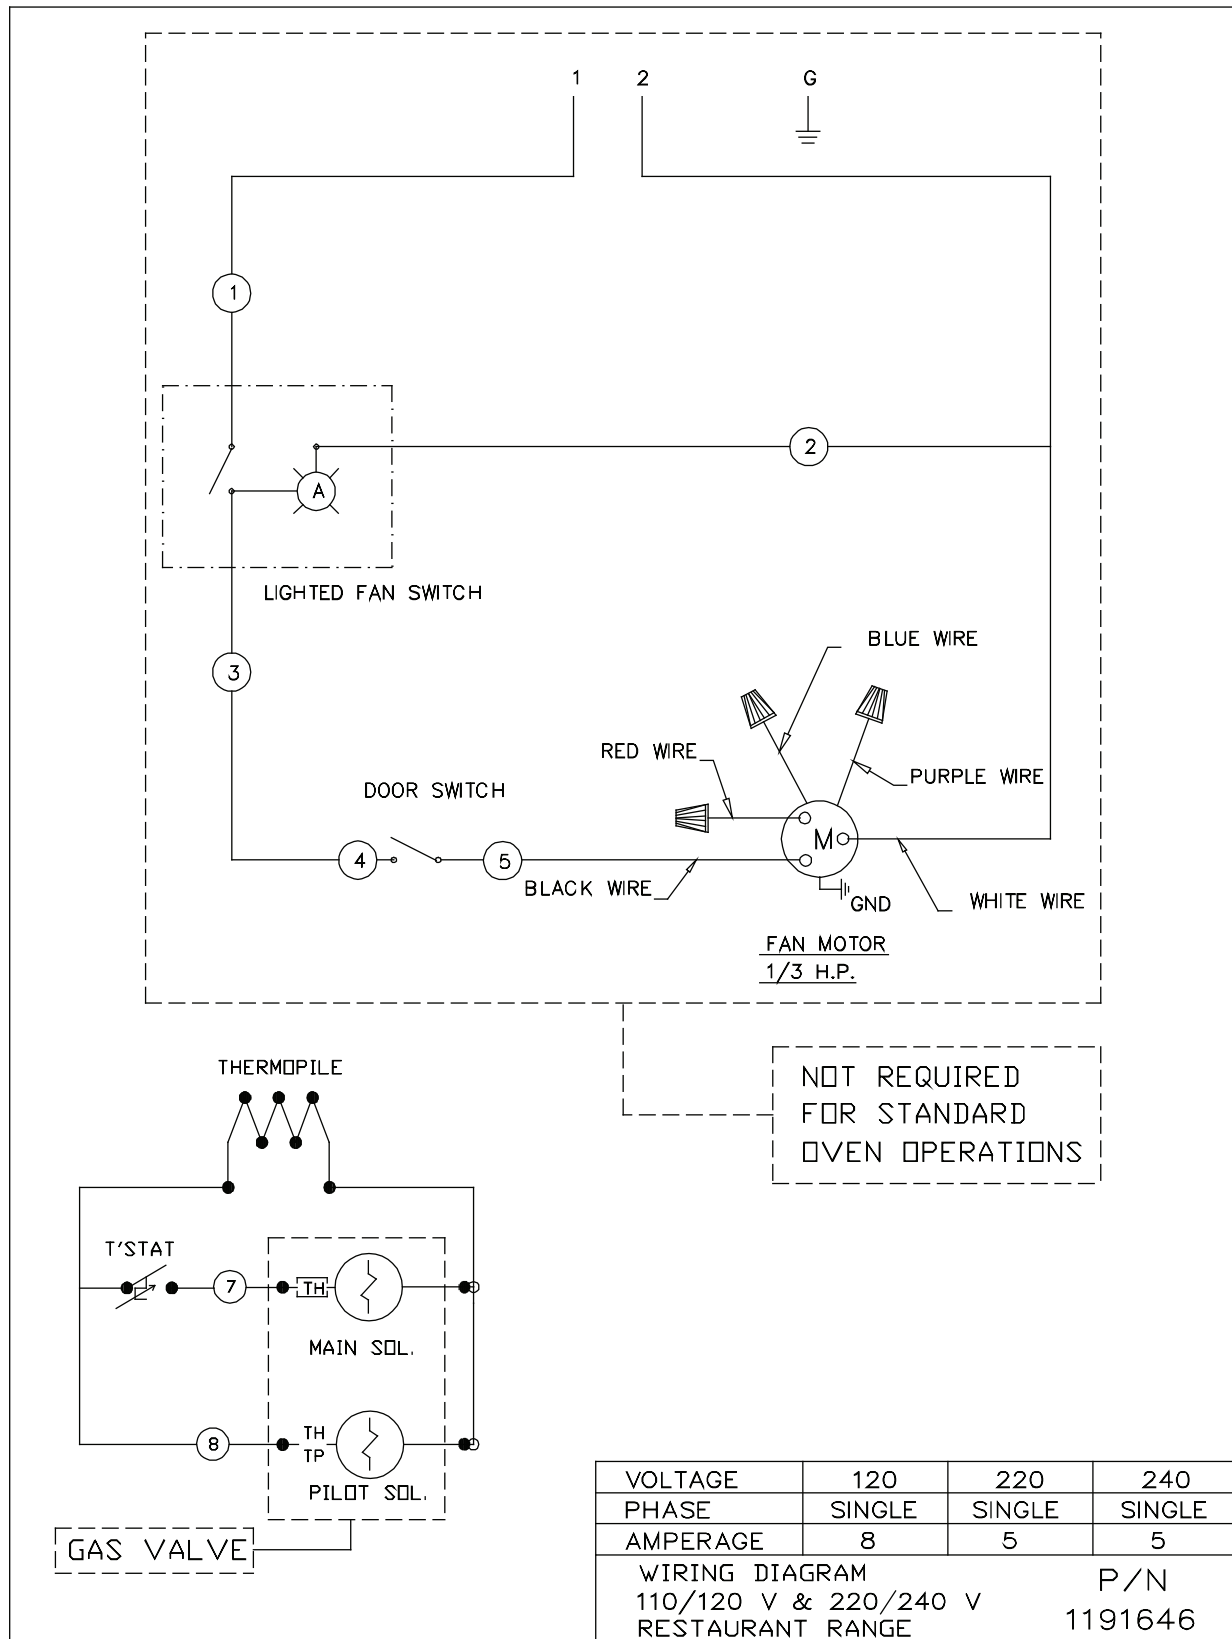 1 2 G
1
2
A
LIGHTED FAN SWITCH
3
BLUE WIRE
RED WIRE
PURPLE WIRE
DOOR SWITCH
M
4
5
BLACK WIRE
GND
WHITE WIRE
FAN MOTOR
1/3 H.P.
THERMOPILE
NOT REQUIRED
FOR STANDARD
OVEN OPERATIONS
T'STAT
7
TH
MAIN SOL.
8
TH
TP
PILOT SOL.
GAS VALVE
VOLTAGE 120 220 240
PHASE SINGLE SINGLE SINGLE
AMPERAGE 8 5 5
WIRING DIAGRAM
110/120 V & 220/240 V
RESTAURANT RANGE
P/N
1191646